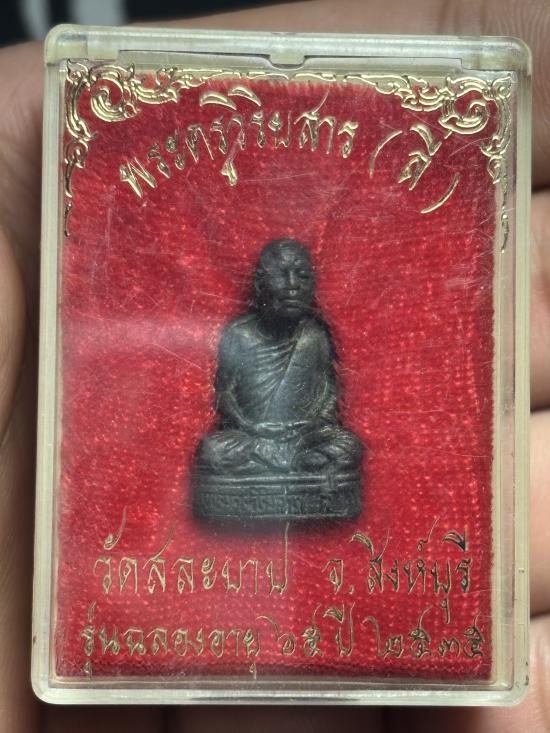 พระครูวิริยสาร (ลี)
วัดสละบาป จ.สิงห์บุรี
รุ่นฉลองอายุ ๖๕ ปี ๒๕๓๕